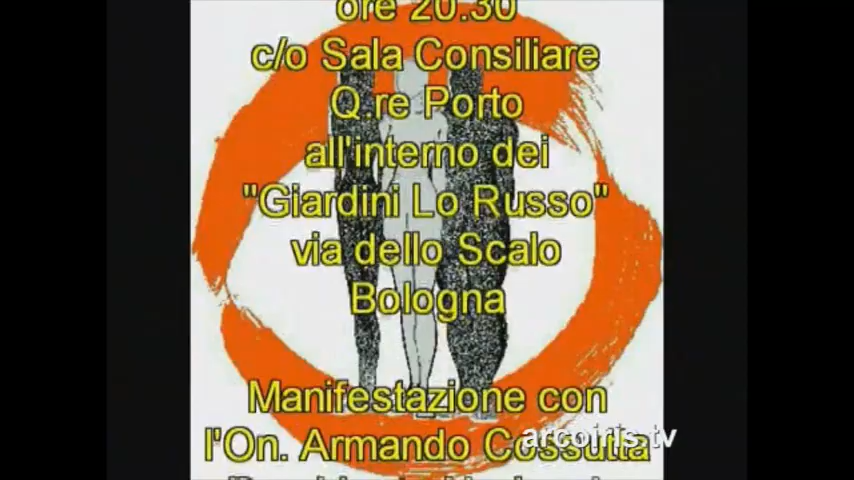 ore 20.30
c/o Sala Consiliare
Q.re Porto
all'interno dei
"Giardini Lo Russo"
via dello Scalo
Bologna
Manifestazione con
l'On. Armando Cossutta
arcoiris.tv